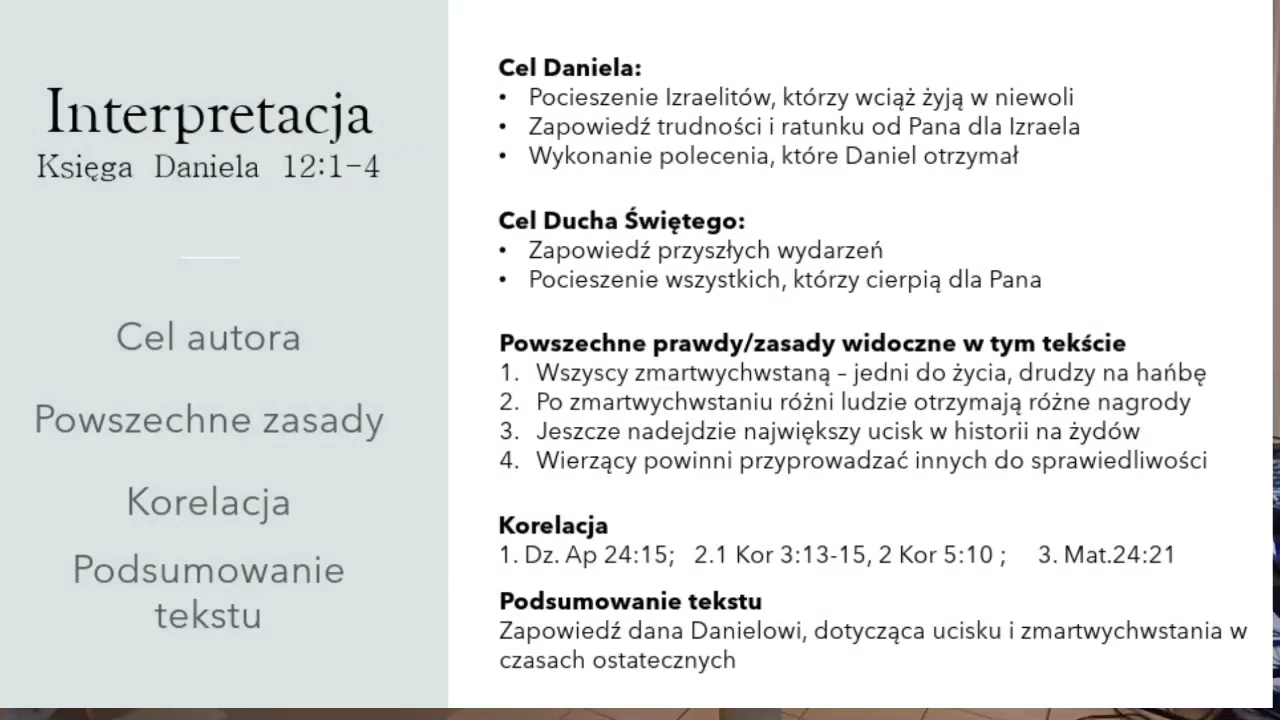 Interpretacja
Księga Daniela 12:1-4
Cel autora
Powszechne zasady
Korelacja
Podsumowanie
tekstu
Cel Daniela:
• Pocieszenie Izraelitów, którzy wciąż żyją w niewoli
• Zapowiedź trudności i ratunku od Pana dla Izraela
• Wykonanie polecenia, które Daniel otrzymał
Cel Ducha Świętego:
• Zapowiedź przyszłych wydarzeń
• Pocieszenie wszystkich, którzy cierpią dla Pana
Powszechne prawdy/zasady widoczne w tym tekście
1. Wszyscy zmartwychwstaną – jedni do życia, drudzy na hańbę
2. Po zmartwychwstaniu różni ludzie otrzymają różne nagrody
3. Jeszcze nadejdzie największy ucisk w historii na żydów
4. Wierzący powinni przyprowadzać innych do sprawiedliwości
Korelacja
1. Dz. Ap 24:15; 2.1 Kor 3:13-15, 2 Kor 5:10 ; 3. Mat.24:21
Podsumowanie tekstu
Zapowiedź dana Danielowi, dotycząca ucisku i zmartwychwstania w
czasach ostatecznych